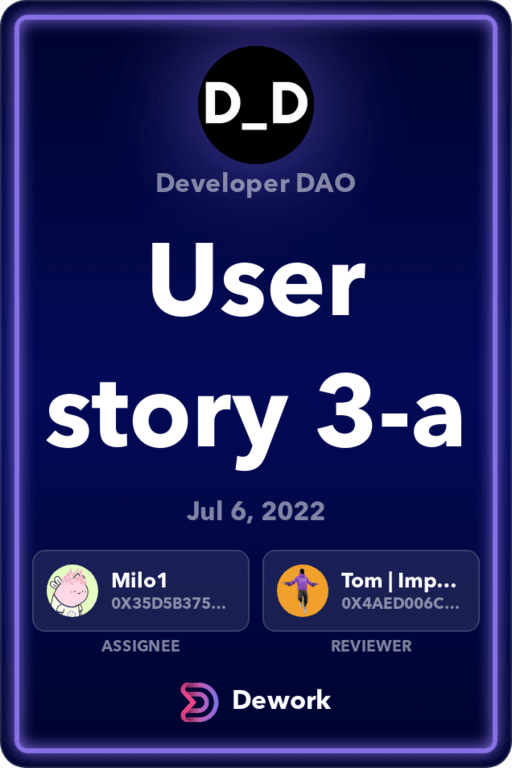 D_D
Developer DAO
User
story 3-a
Jul 6, 2022
Milo1
0X35D5B375...
ASSIGNEE
Tom | Imp...
0X4AED006C...
REVIEWER
Dework